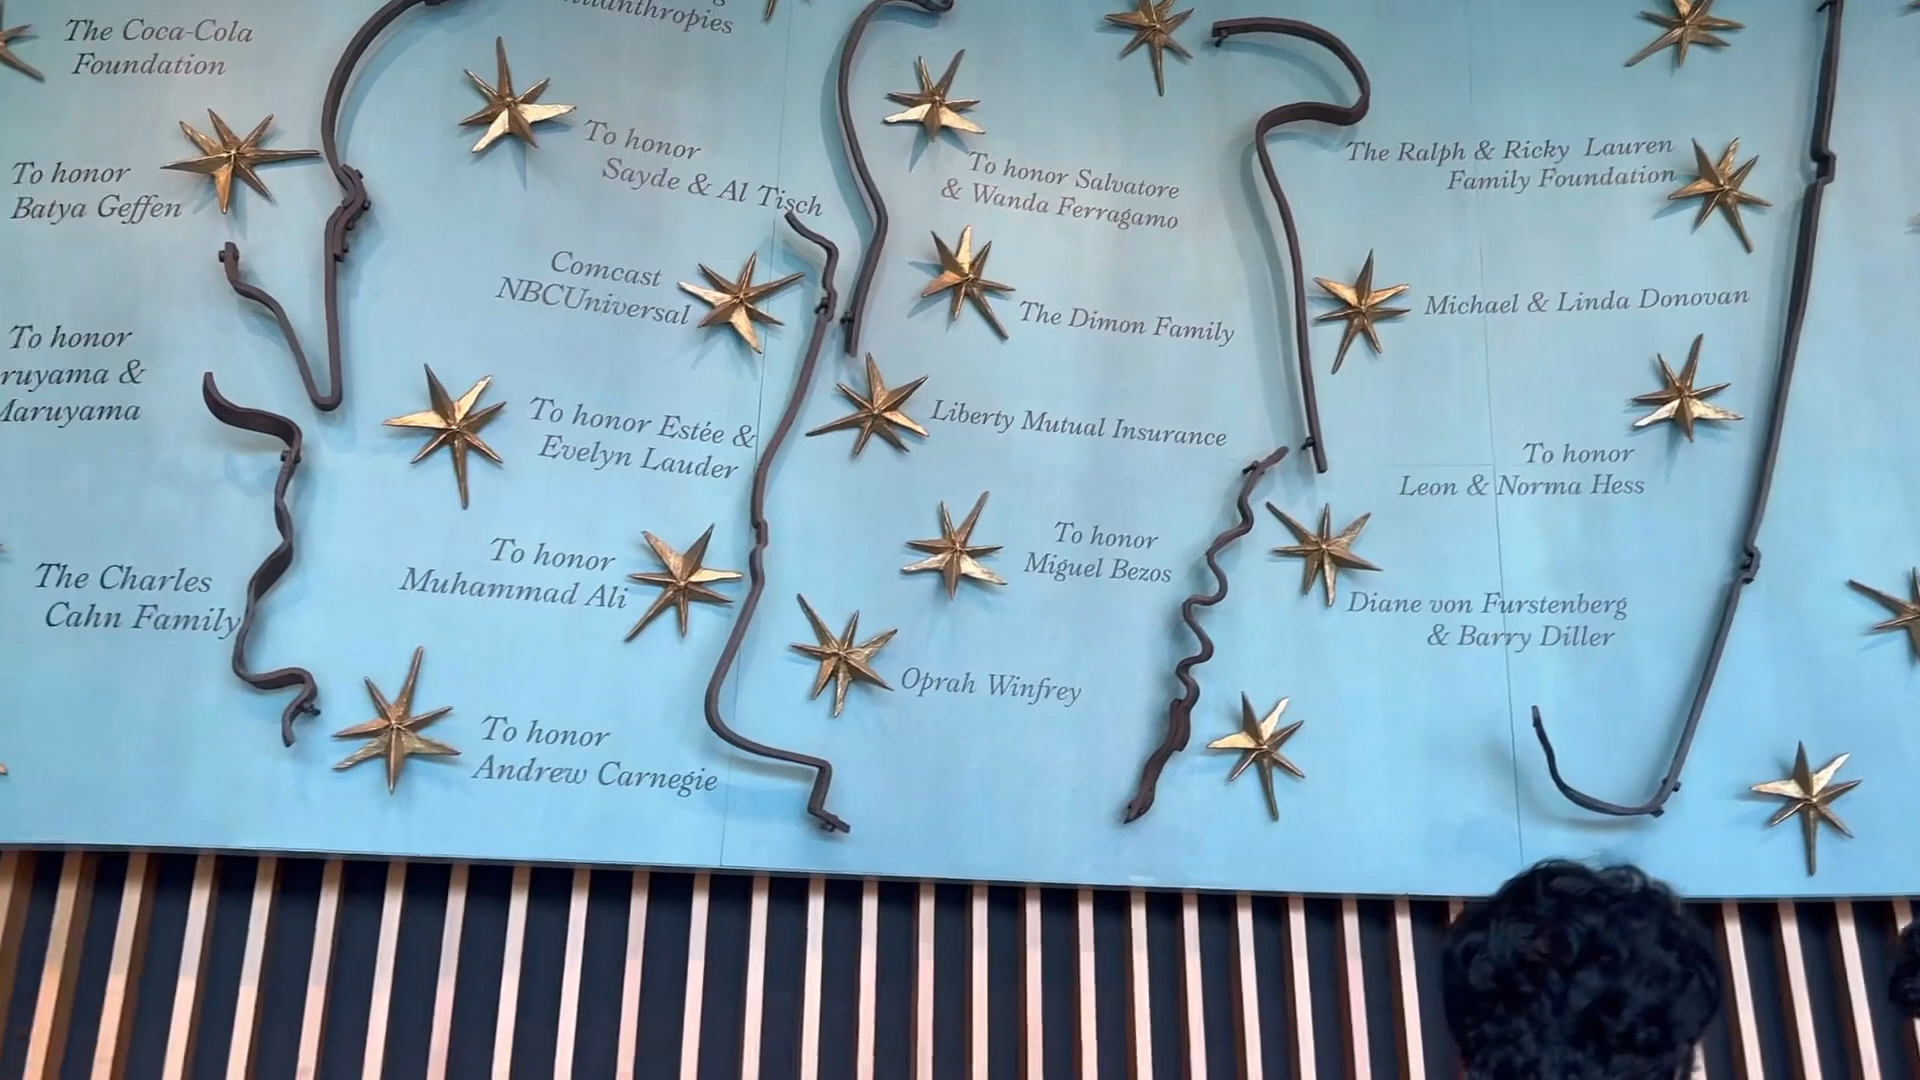 The Coca-Cola
Foundation
To honor
Batya Geffen
To honor
The Charles
Cahn Family
To honor
Sayde & Al Tisch
Comcast
NBCUniversal
To honor Estée &
Evelyn Lauder
To honor
Muhammad Ali
To honor
Andrew Carnegie
To honor Salvatore
& Wanda Ferragamo
The Dimon Family
Liberty Mutual Insurance
To honor
Miguel Bezos
Oprah Winfrey
The Ralph & Ricky Lauren
Family Foundation
Michael & Linda Donovan
To honor
Leon & Norma Hess
Diane von Furstenberg
& Barry Diller